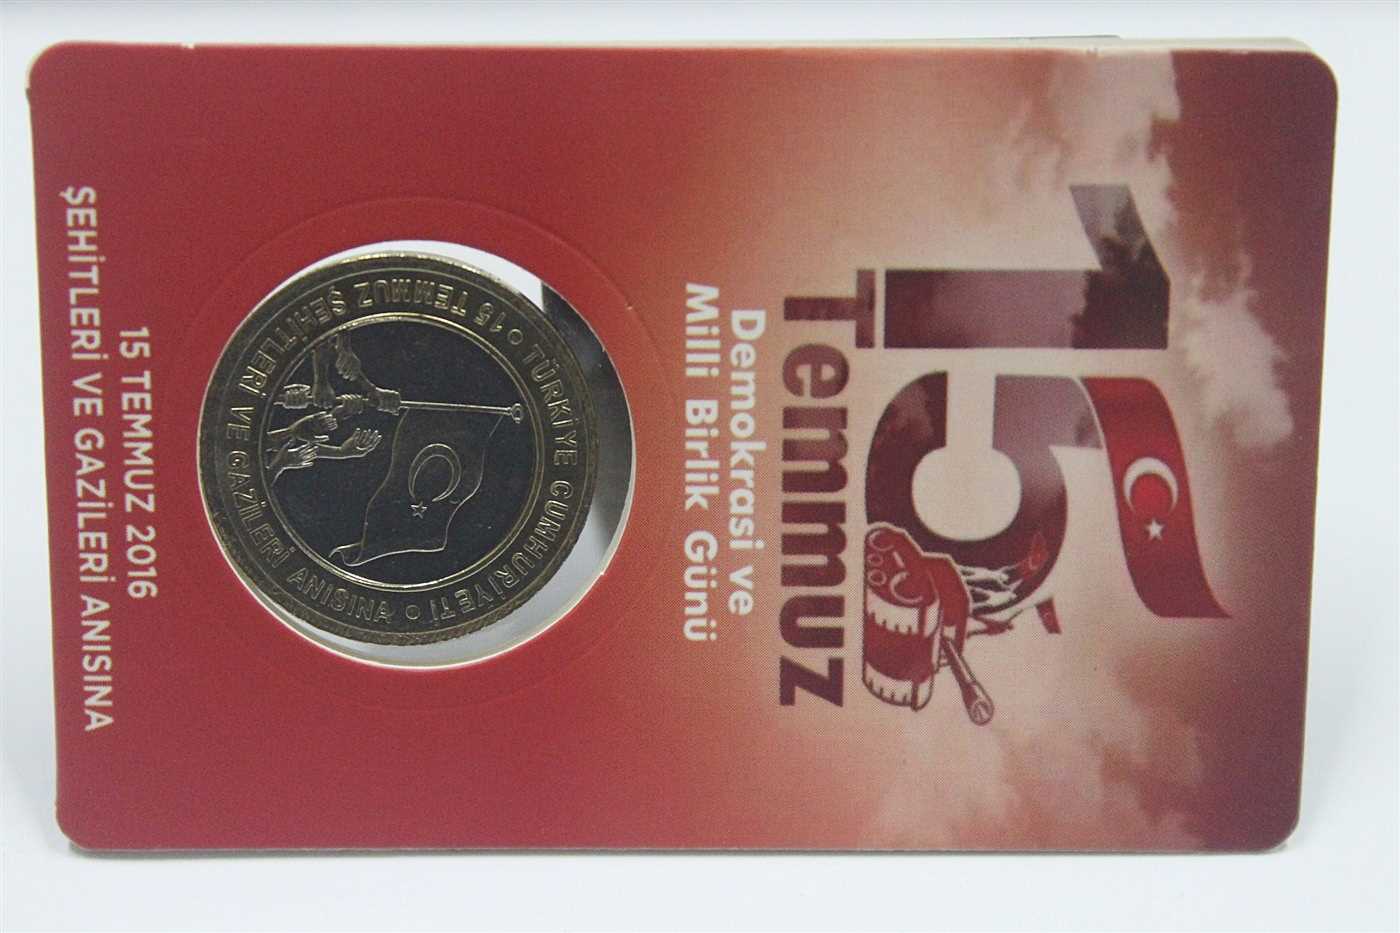 15
Temmuz
Demokrasi ve
Milli Birlik Günü
TÜRKİYE CUMHURİYETİ
15 TEMMUZ ŞEHİTLERİ VE GAZİLERİ ANISINA
15 TEMMUZ 2016
ŞEHİTLERİ VE GAZİLERİ ANISINA